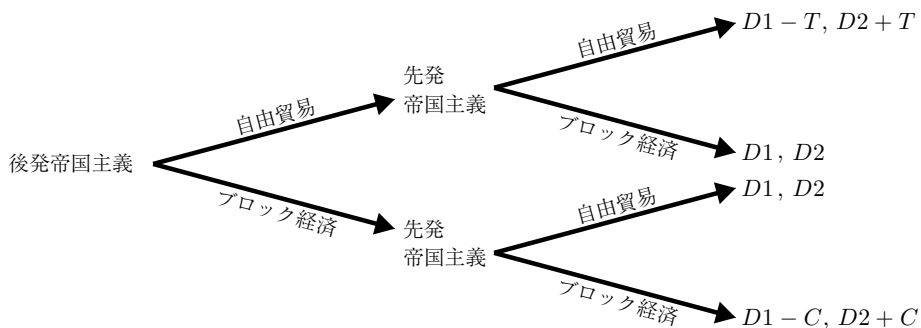 後発帝国主義
自由貿易
ブロック経済
先発
帝国主義
自由貿易
ブロック経済
先発
帝国主義
自由貿易
ブロック経済
D1 − T, D2 + T
D1, D2
D1, D2
D1 − C, D2 + C